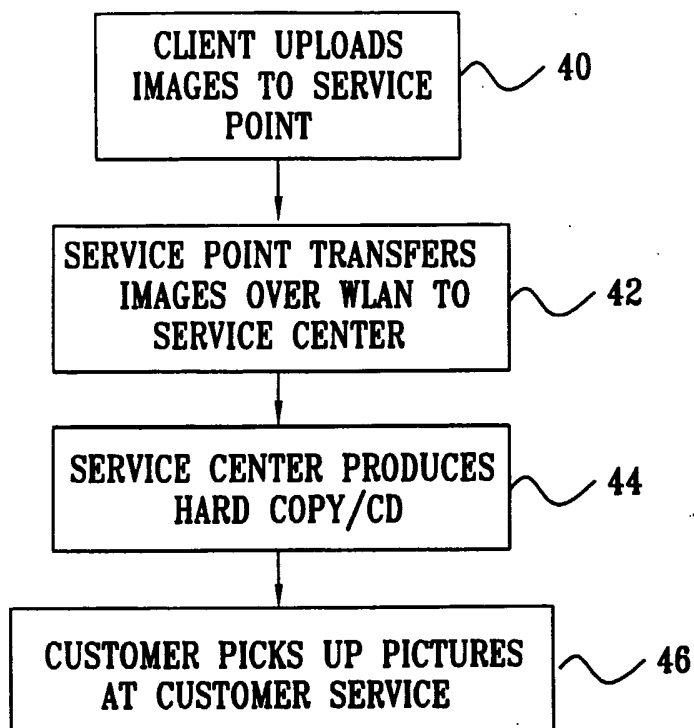 CLIENT UPLOADS
IMAGES TO SERVICE
POINT
40
SERVICE POINT TRANSFERS
IMAGES OVER WLAN TO
SERVICE CENTER
42
SERVICE CENTER PRODUCES
HARD COPY/CD
44
CUSTOMER PICKS UP PICTURES
AT CUSTOMER SERVICE
46